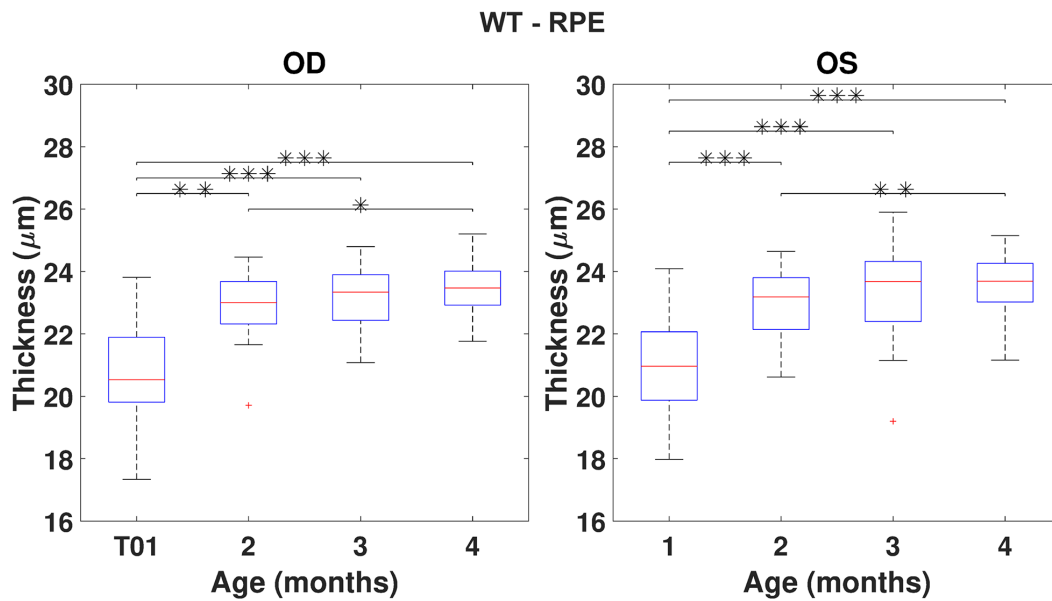 WT - RPE
OD
OS
Thickness (μm)
30
28
26
24
22
20
18
16
T01 2 3 4
Age (months)
Thickness (μm)
30
28
26
24
22
20
18
16
1 2 3 4
Age (months)